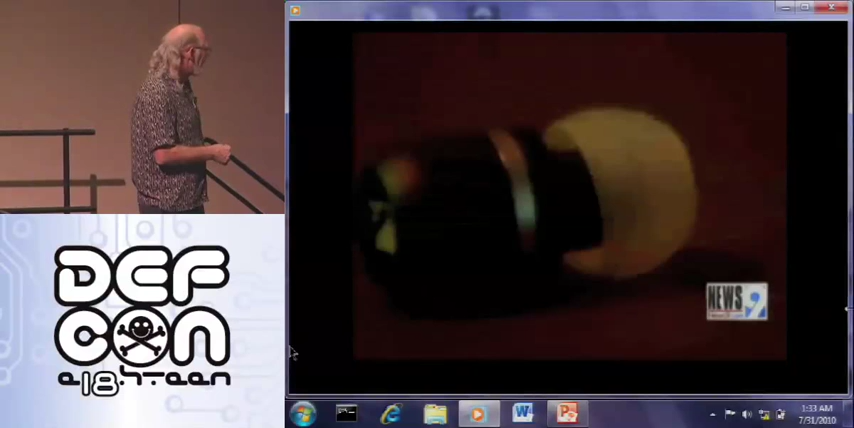 NEWS 9
DEF
CON
e18hteen
1:33 AM
7/31/2010